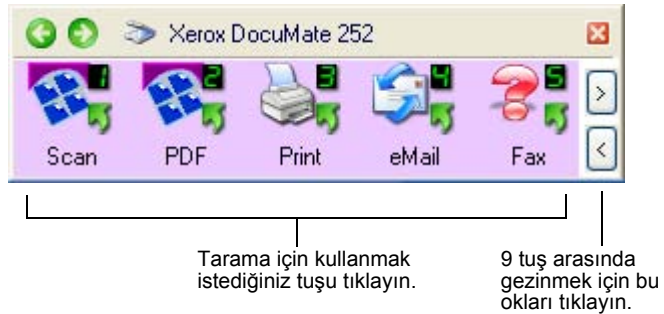 Xerox DocuMate 252
1 2 3 4 5
Scan PDF Print eMail Fax
Tarama için kullanmak
istediğiniz tuşu tıklayın.
9 tuş arasında
gezinmek için bu
okları tıklayın.